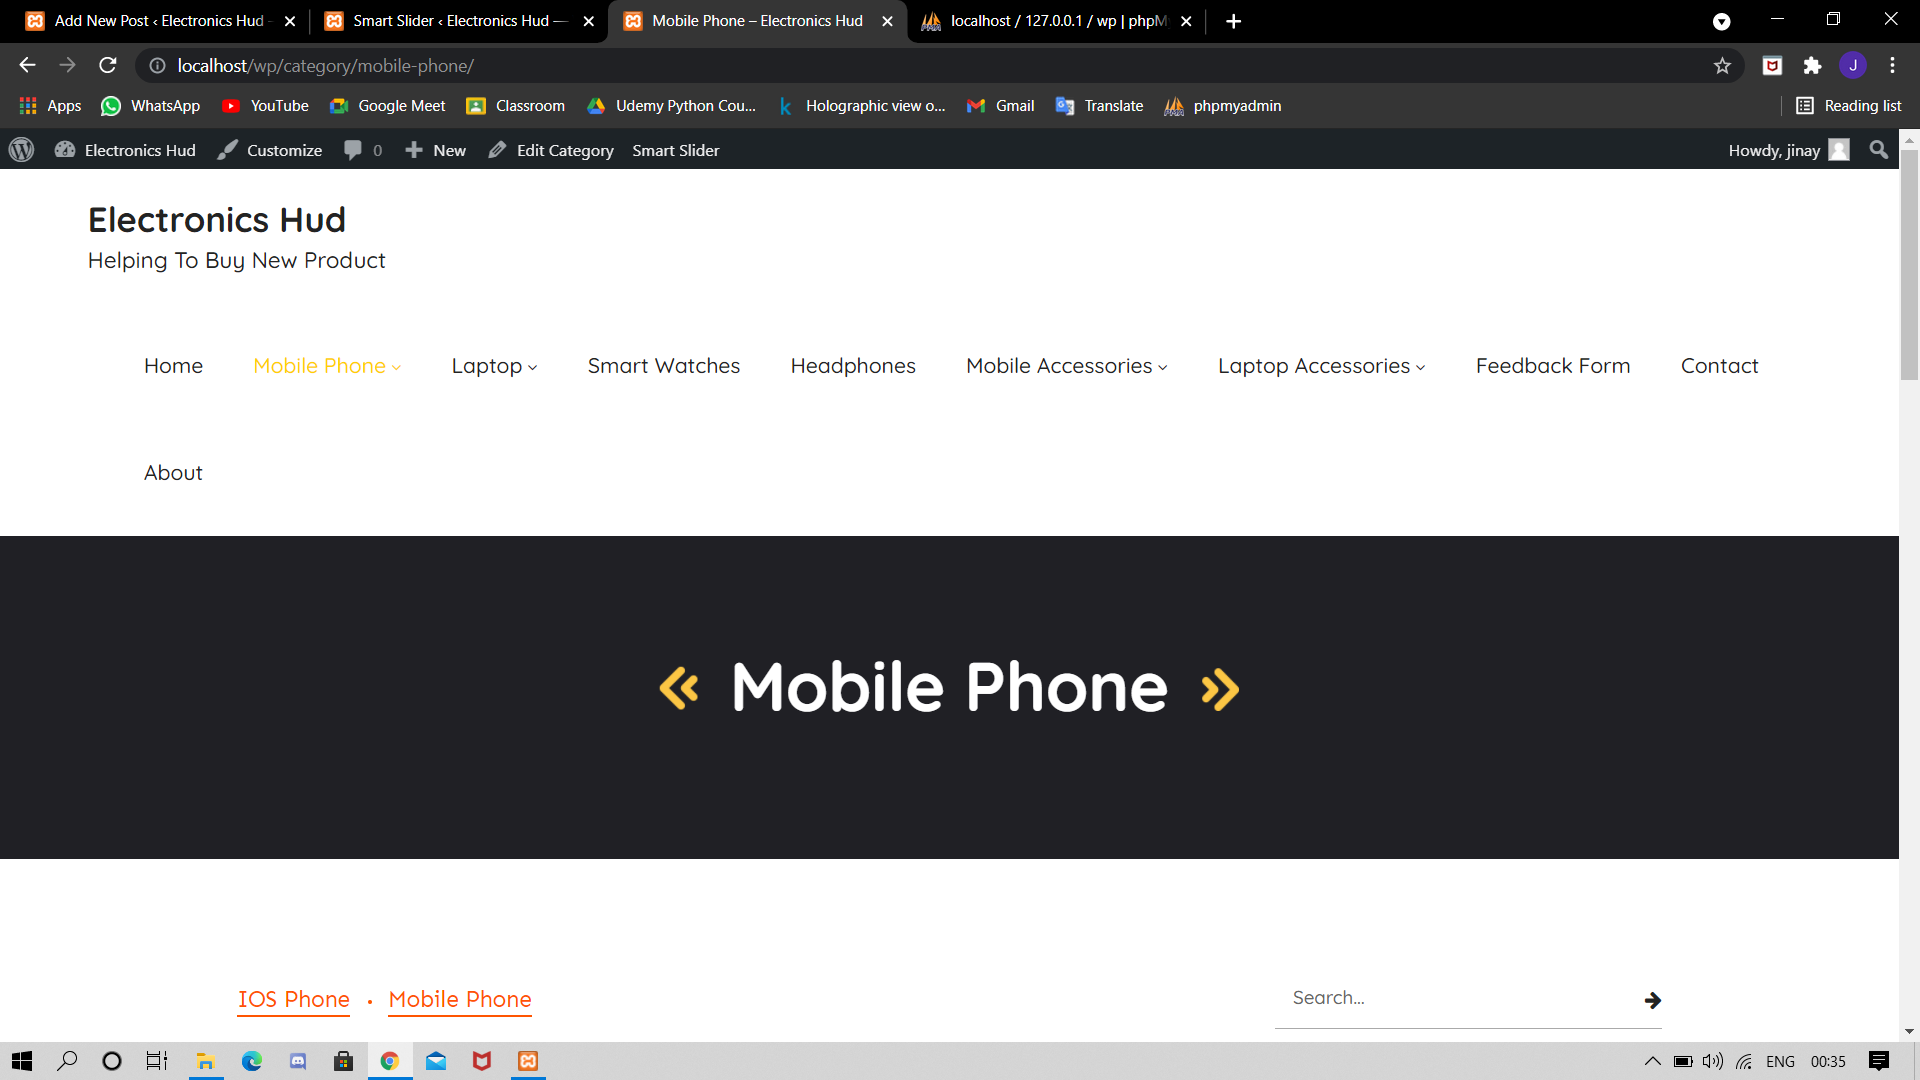 Add New Post ‹ Electronics Hud -
Smart Slider ‹ Electronics Hud —
Mobile Phone – Electronics Hud
localhost / 127.0.0.1 / wp | phpM
localhost/wp/category/mobile-phone/
J
Apps
WhatsApp
YouTube
Google Meet
Classroom
Udemy Python Cou...
Holographic view o...
Gmail
Translate
phpmyadmin
Reading list
Electronics Hud
Customize
0
New
Edit Category
Smart Slider
Howdy, jinay
Electronics Hud
Helping To Buy New Product
Home
Mobile Phone
Laptop
Smart Watches
Headphones
Mobile Accessories
Laptop Accessories
Feedback Form
Contact
About
« Mobile Phone »
IOS Phone • Mobile Phone
Search...
ENG
00:35